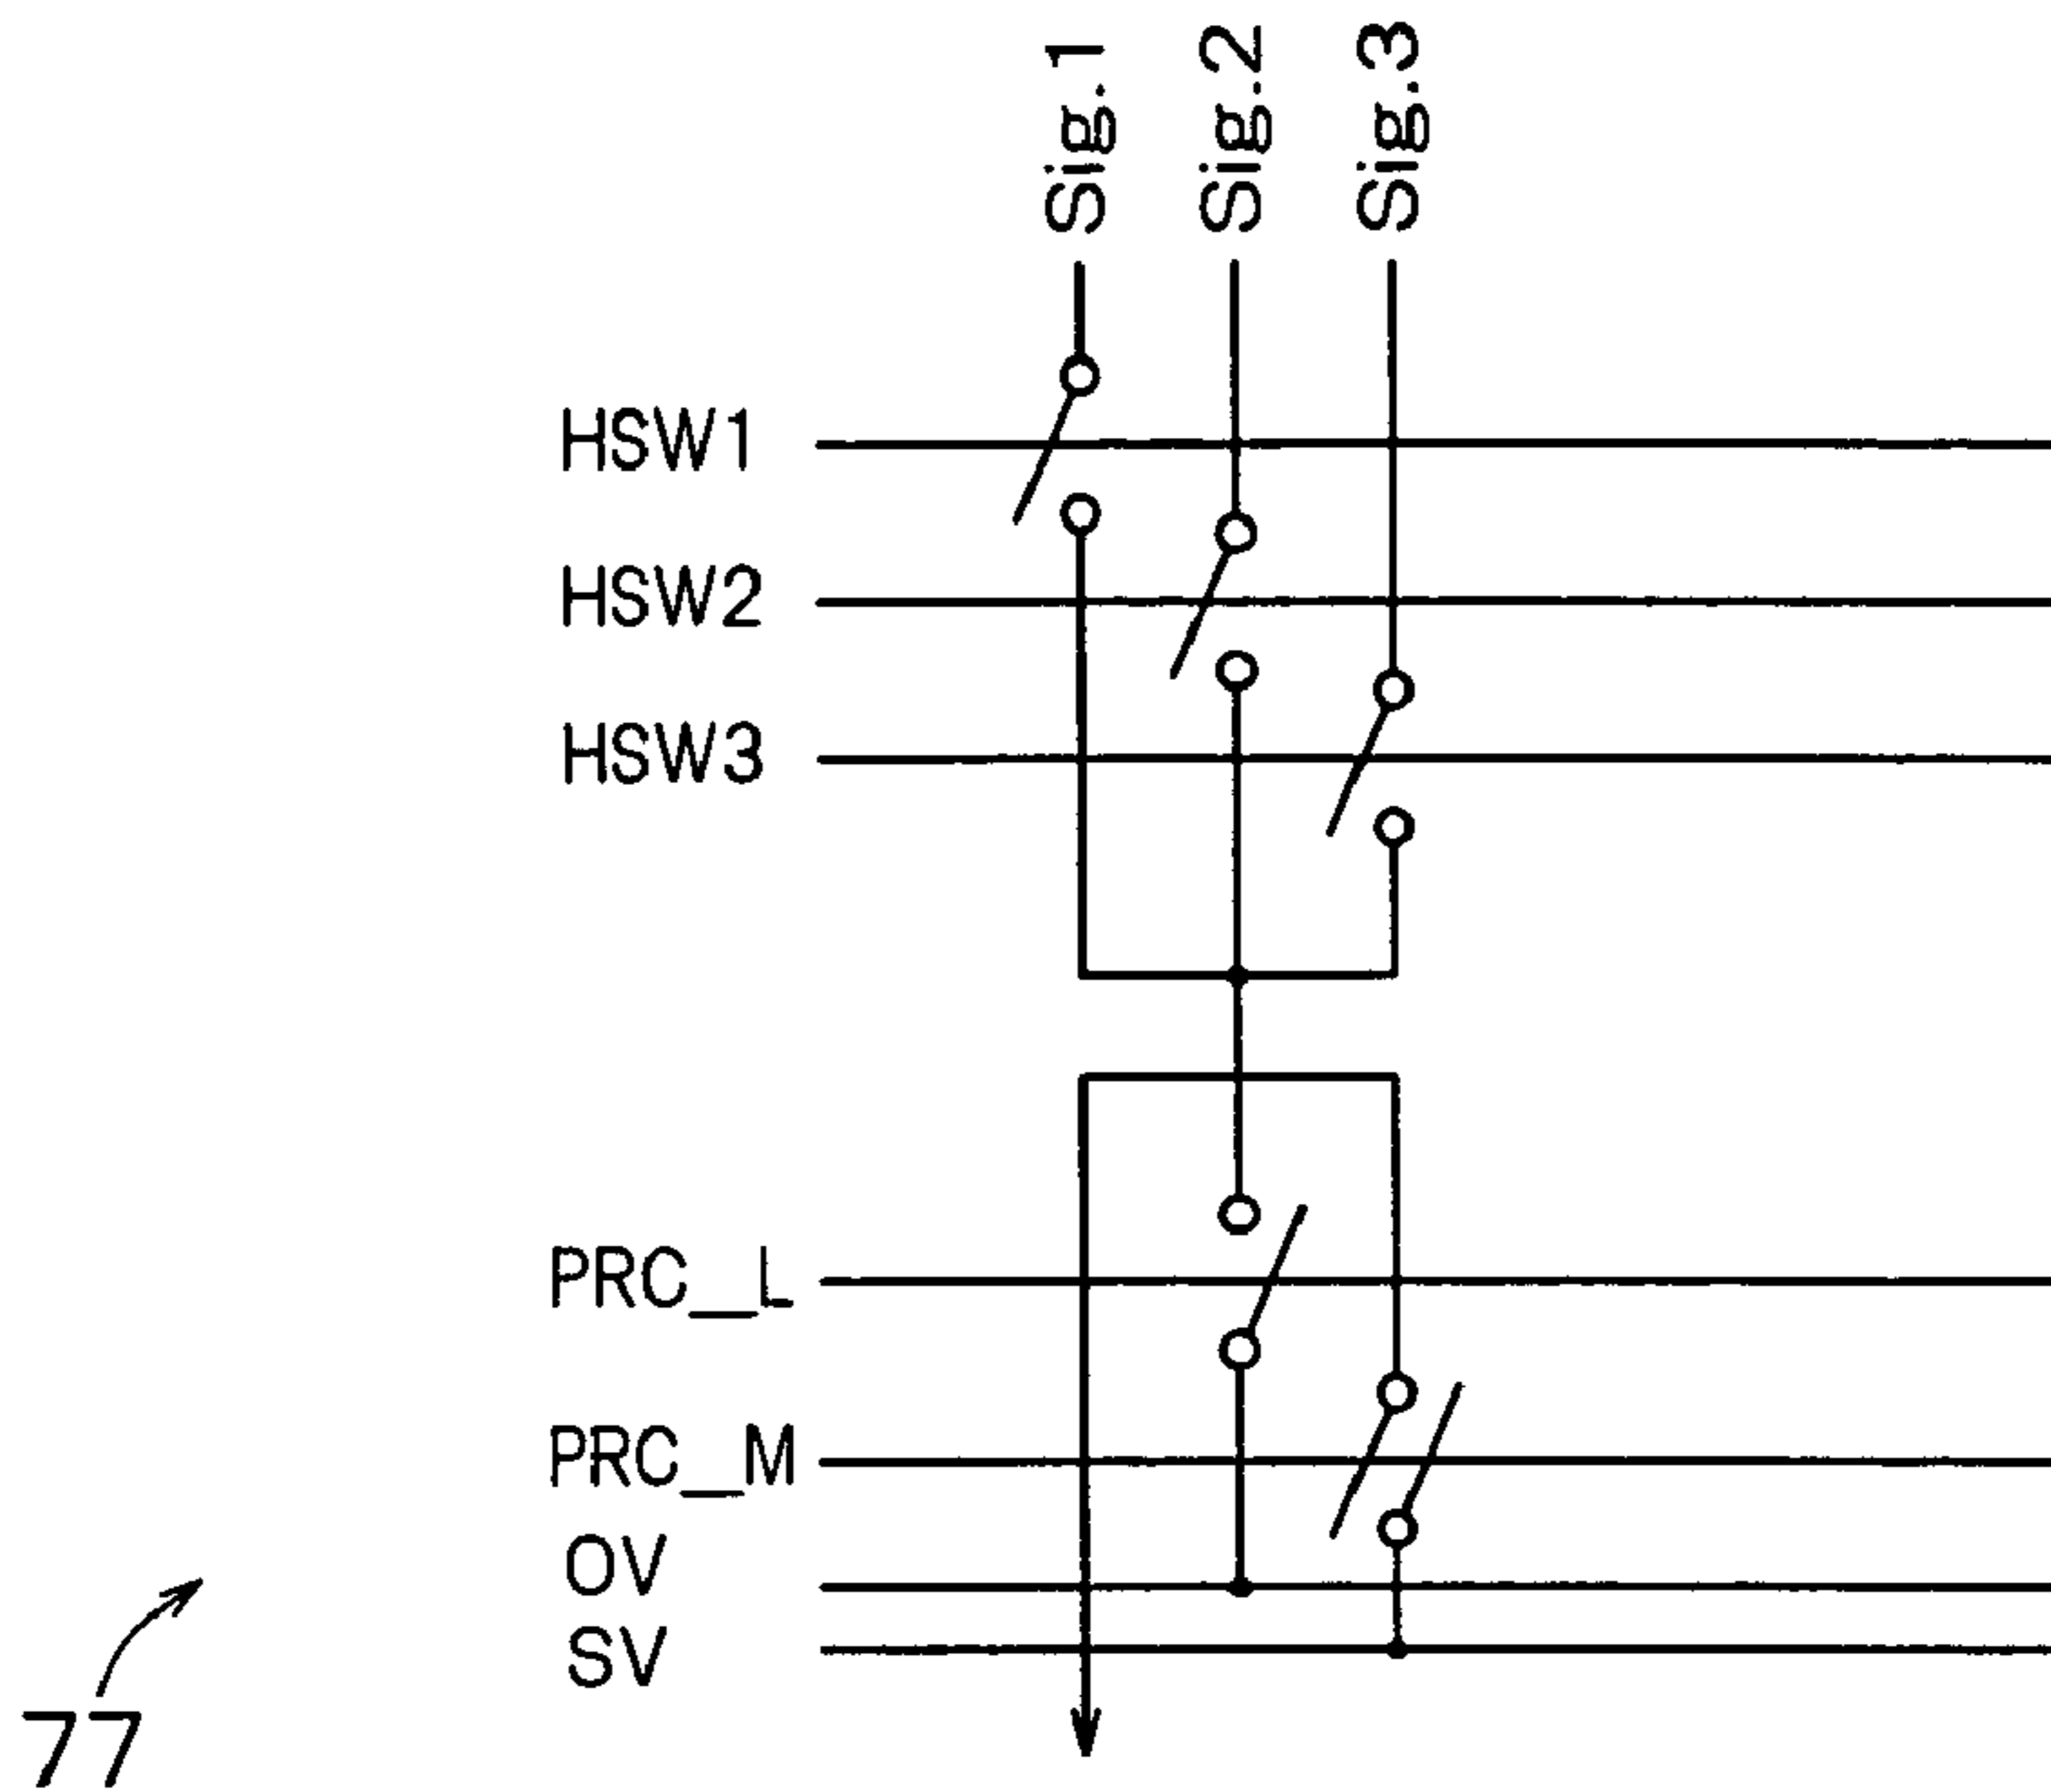 Sig.1
Sig.2
Sig.3
HSW1
HSW2
HSW3
PRC_L
PRC_M
OV
SV
77